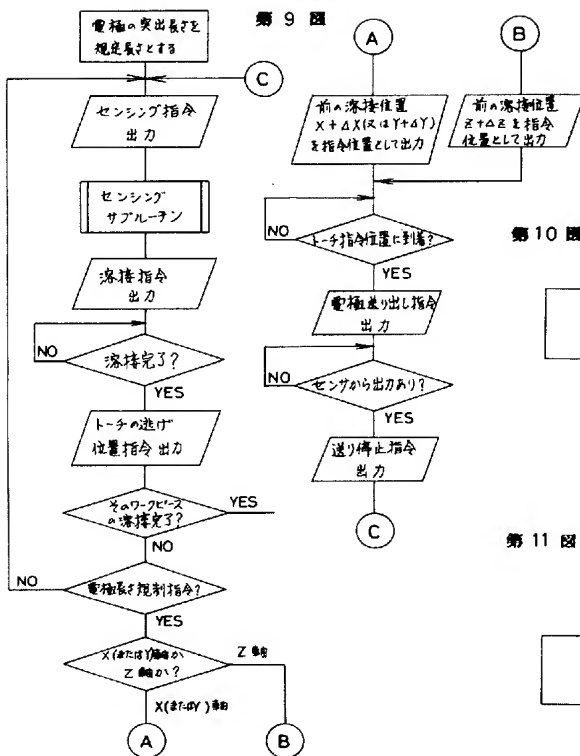 第9図
電極の突出長さを
規定長さとする
C
センシング指令
出力
センシング
サブルーチン
溶接指令
出力
NO
溶接完了?
YES
トーチの逃げ
位置指令出力
そのワークピース
の溶接完了?
YES
NO
NO
電極長さ規制指令?
YES
X(またはY)軸か
Z軸か?
Z軸
X(またはY)軸
A
B
A
前の溶接位置
X+ΔX(又はY+ΔY)
を指令位置として出力
B
前の溶接位置
Z+ΔZを指令
位置として出力
NO
トーチ指令位置に到着?
YES
電極送り出し指令
出力
NO
センサから出力あり?
YES
送り停止指令
出力
C
第10図
第11図